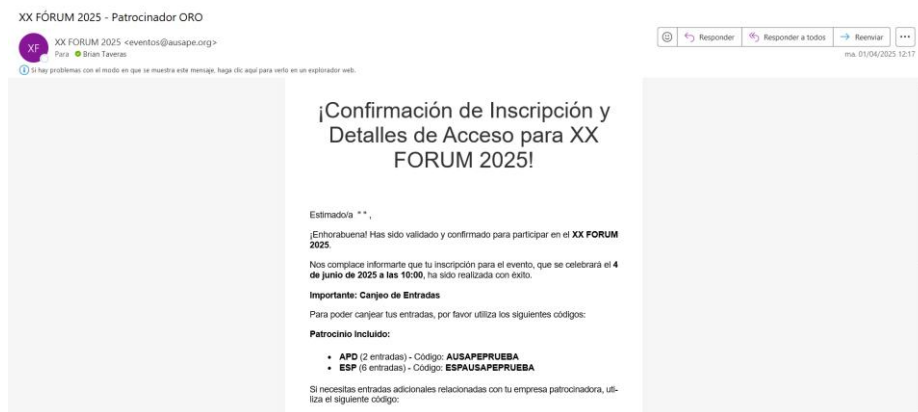 XX FÓRUM 2025 - Patrocinador ORO
XF
XX FORUM 2025 <eventos@ausape.org>
Para Brian Taveras
Responder
Responder a todos
Reenviar
ma. 01/04/2025 12:17
Si hay problemas con el modo en que se muestra este mensaje, haga clic aquí para verlo en un explorador web.
¡Confirmación de Inscripción y
Detalles de Acceso para XX
FORUM 2025!
Estimado/a " " ,
¡Enhorabuena! Has sido validado y confirmado para participar en el XX FORUM
2025.
Nos complace informarte que tu inscripción para el evento, que se celebrará el 4
de junio de 2025 a las 10:00, ha sido realizada con éxito.
Importante: Canjeo de Entradas
Para poder canjear tus entradas, por favor utiliza los siguientes códigos:
Patrocinio Incluido:
• APD (2 entradas) - Código: AUSAPEPRUEBA
• ESP (6 entradas) - Código: ESPAUSAPEPRUEBA
Si necesitas entradas adicionales relacionadas con tu empresa patrocinadora, uti-
liza el siguiente código: